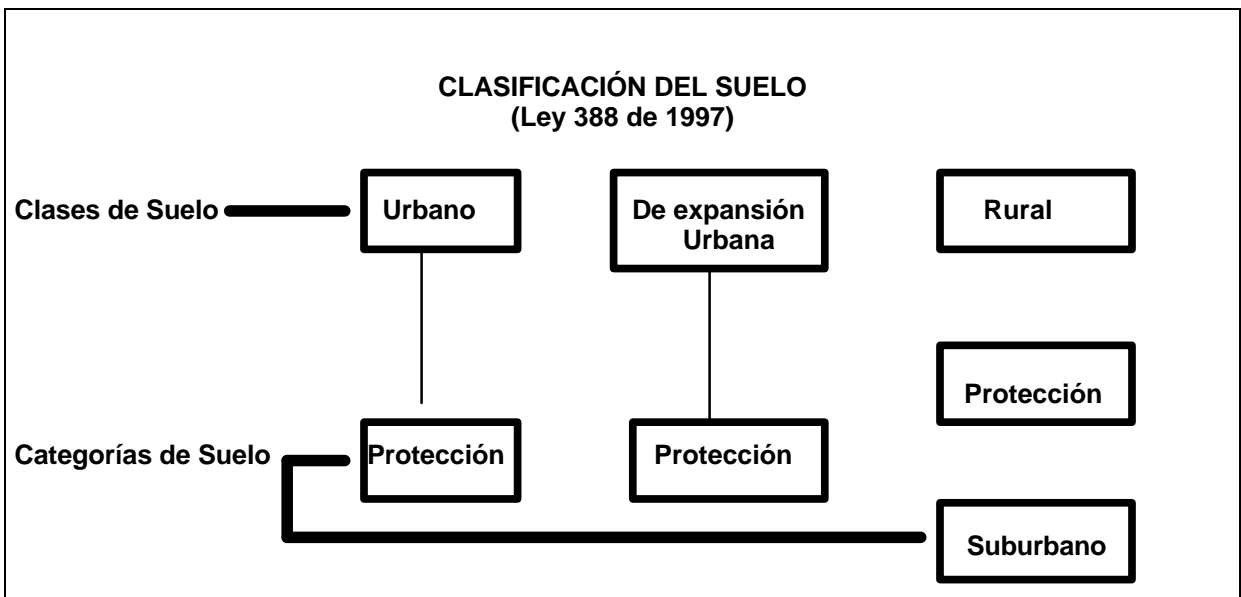 CLASIFICACIÓN DEL SUELO
(Ley 388 de 1997)
Clases de Suelo
Urbano
De expansión
Urbana
Rural
Protección
Categorías de Suelo
Protección
Protección
Suburbano